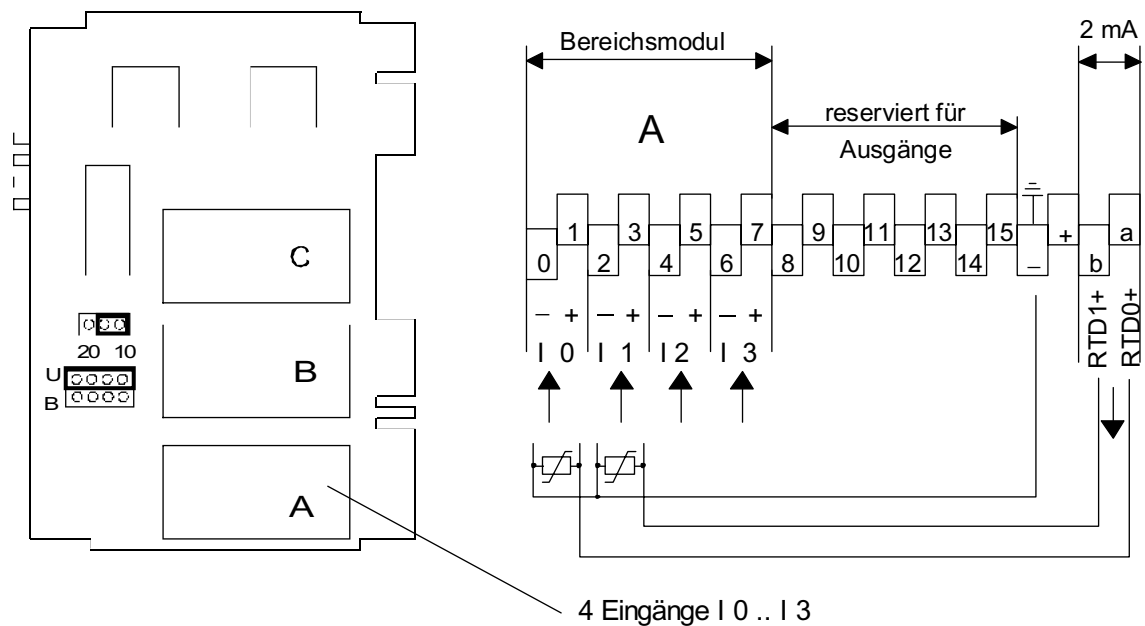 C
20 10
U
B
B
A
Bereichsmodul
2 mA
A
reserviert für
Ausgänge
1 3 5 7 9 11 13 15 + a
0 2 4 6 8 10 12 14 – b
– + – + – + – +
I 0 I 1 I 2 I 3
RTD1+
RTD0+
4 Eingänge I 0 .. I 3